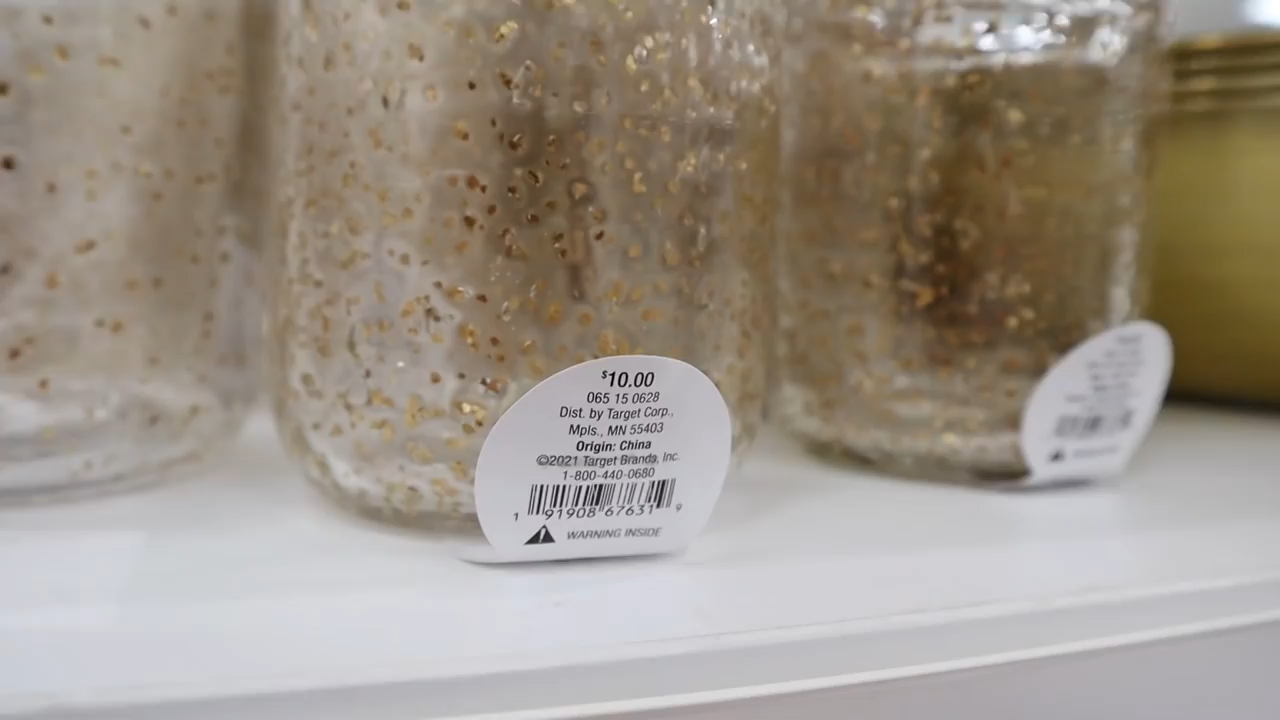 $10.00
065 15 0628
Dist. by Target Corp.,
Mpls., MN 55403
Origin: China
©2021 Target Brands, Inc.
1-800-440-0680
1 91908 67631 9
WARNING INSIDE